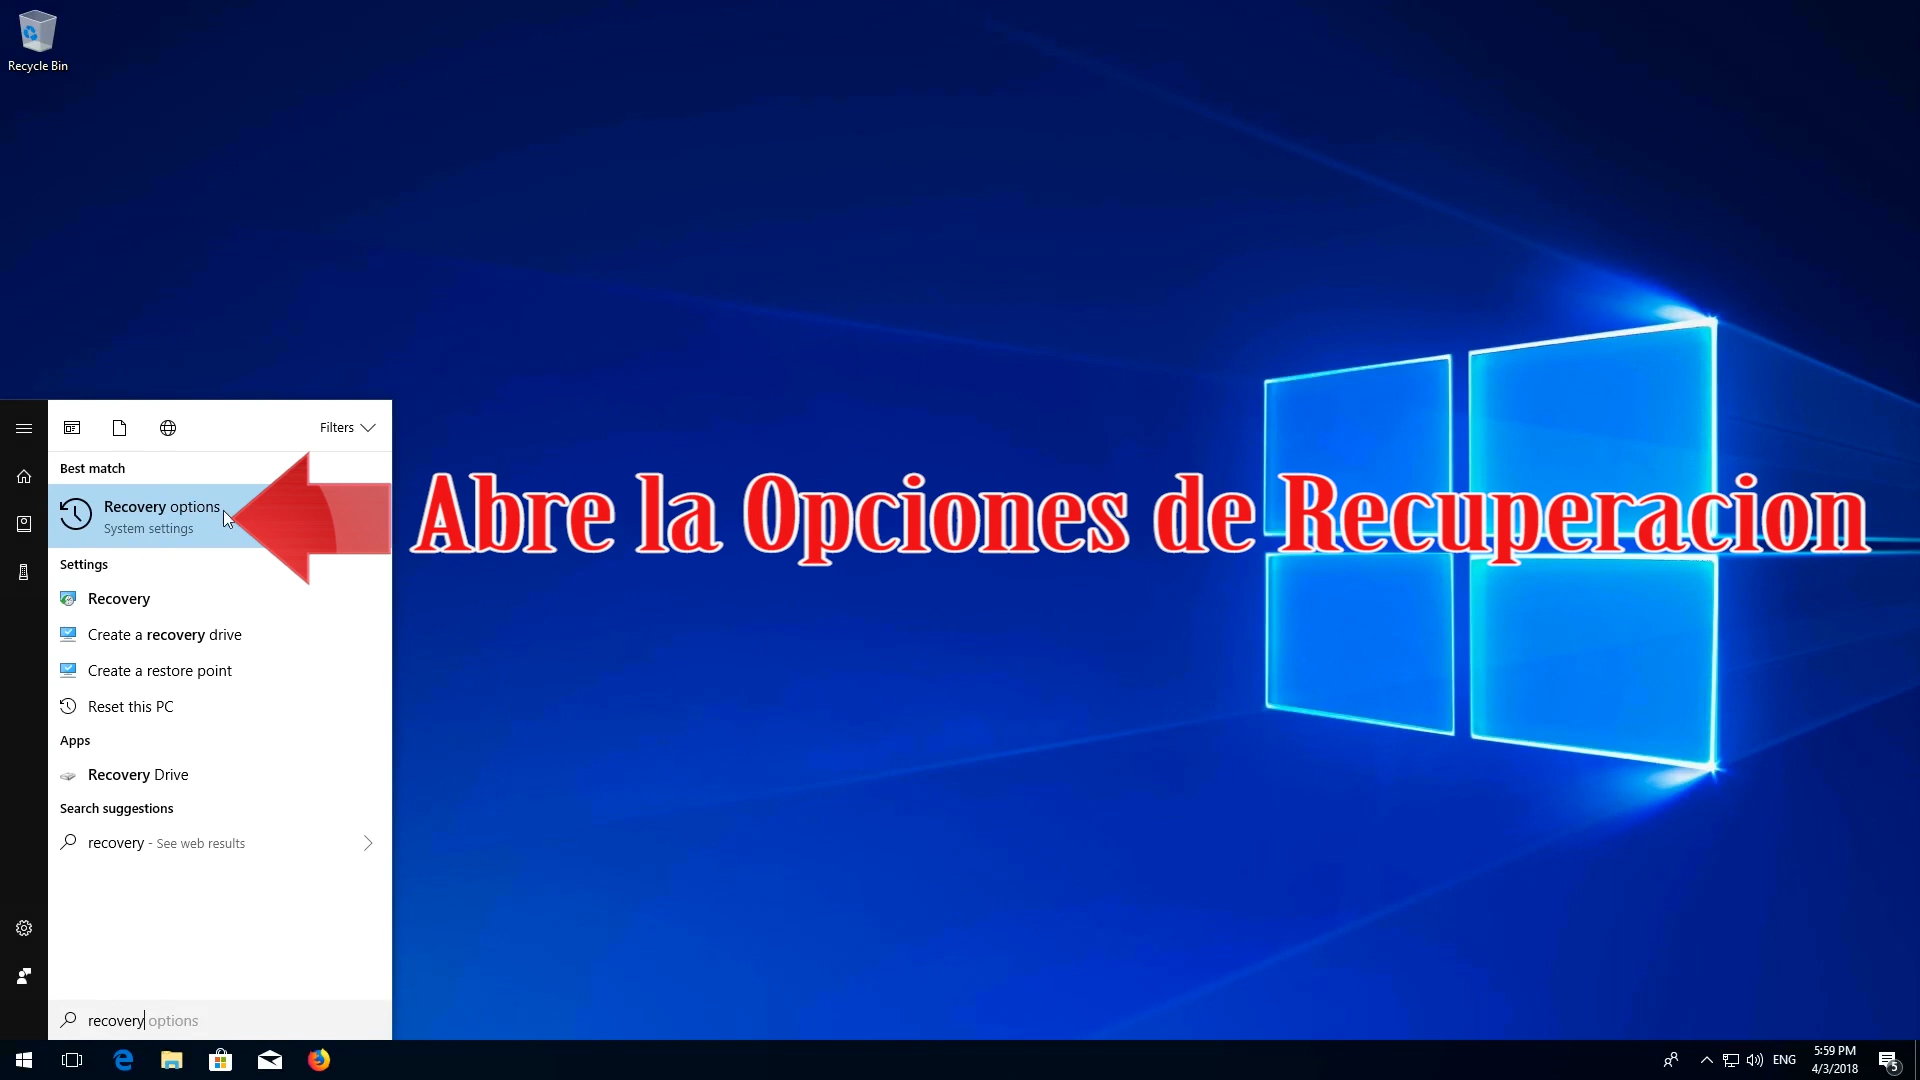 Recycle Bin
Filters
Best match
Recovery options
System settings
Abre la Opciones de Recuperacion
Settings
Recovery
Create a recovery drive
Create a restore point
Reset this PC
Apps
Recovery Drive
Search suggestions
recovery - See web results
recovery options
ENG
5:59 PM
4/3/2018
5